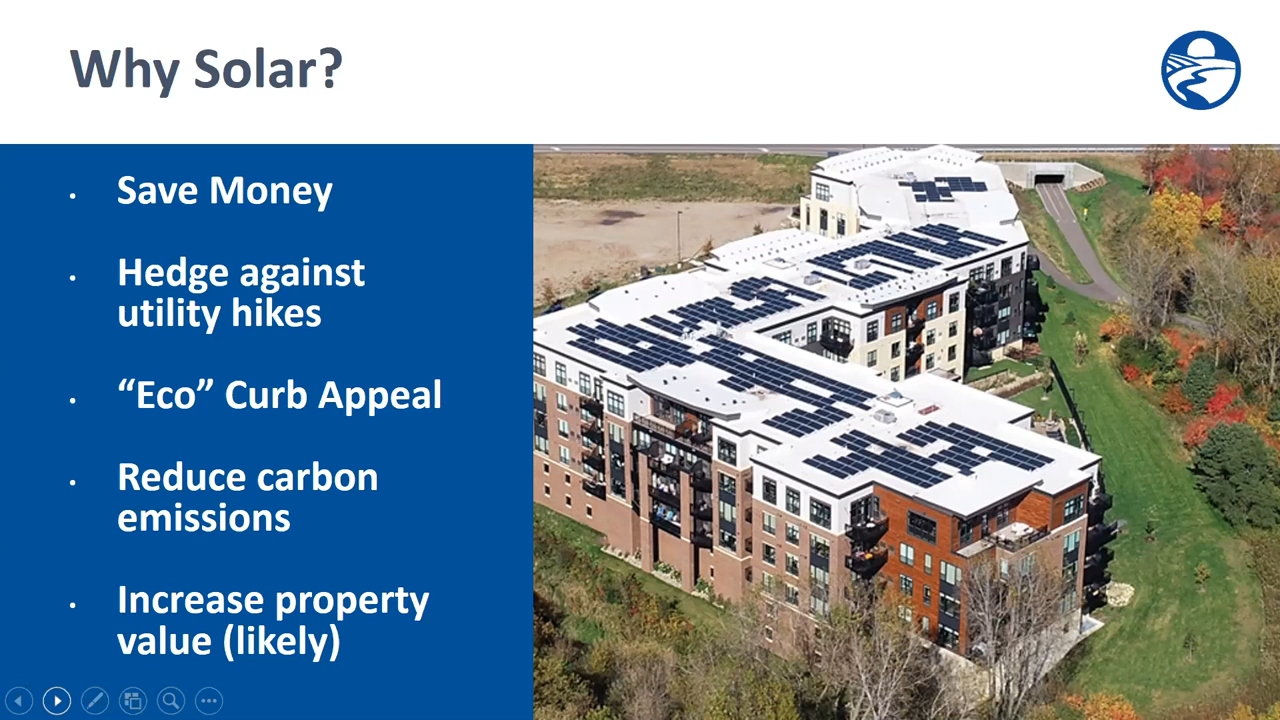 Why Solar?
Save Money
Hedge against
utility hikes
“Eco” Curb Appeal
Reduce carbon
emissions
Increase property
value (likely)